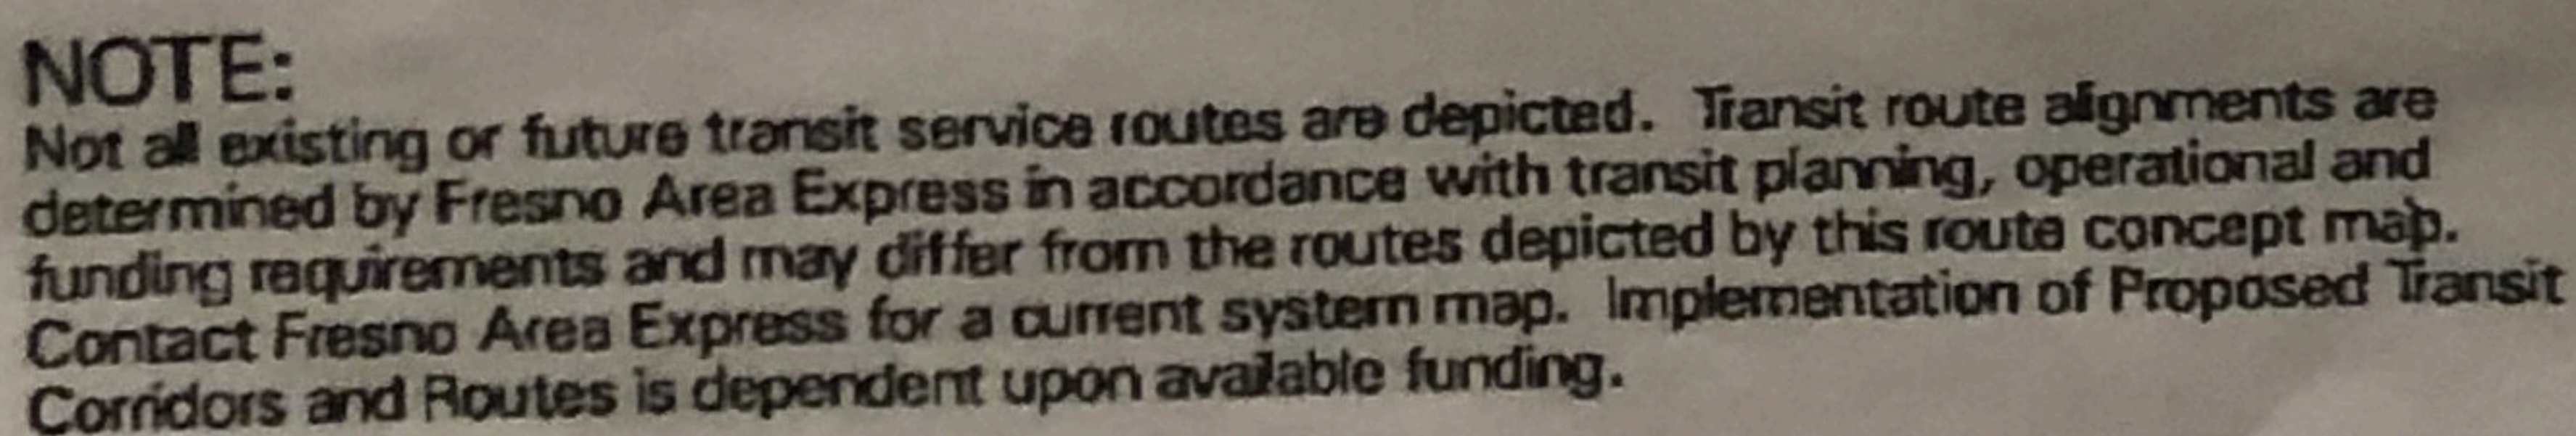 NOTE:
Not all existing or future transit service routes are depicted.  Transit route alignments are
determined by Fresno Area Express in accordance with transit planning, operational and
funding requirements and may differ from the routes depicted by this route concept map.
Contact Fresno Area Express for a current system map.  Implementation of Proposed Transit
Corridors and Routes is dependent upon available funding.